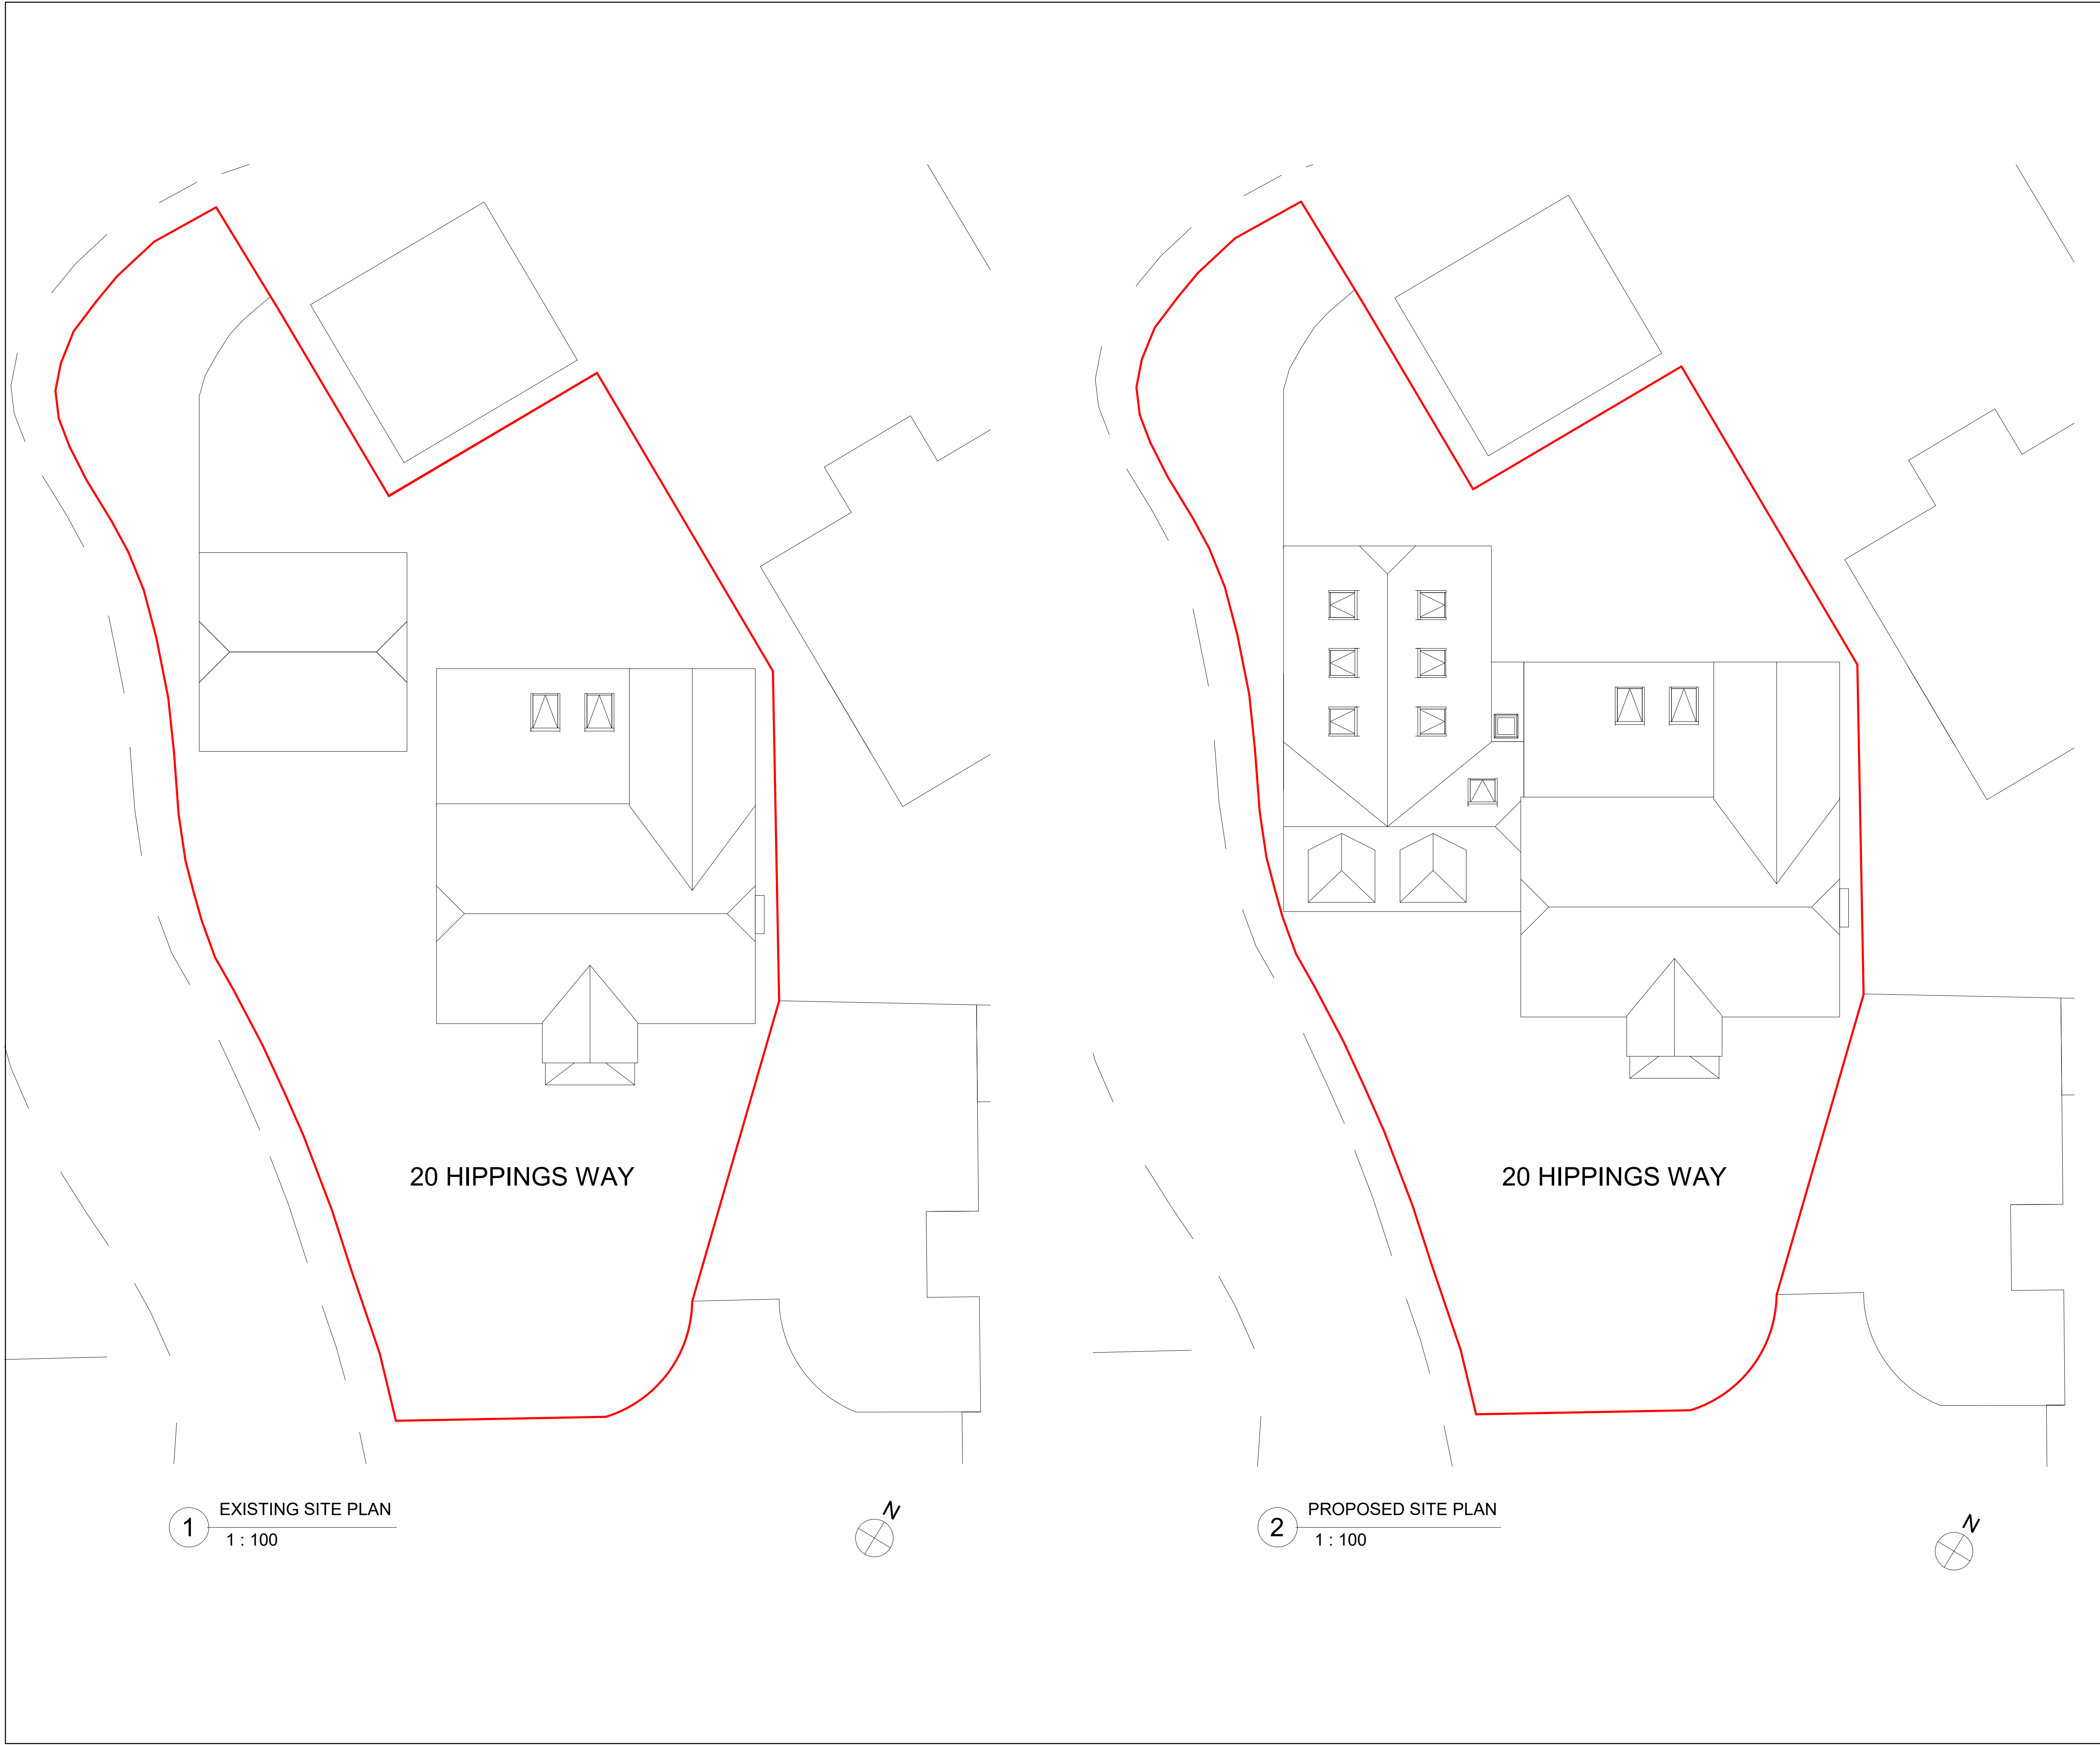 20 HIPPINGS WAY
1
EXISTING SITE PLAN
1 : 100
N
20 HIPPINGS WAY
2
PROPOSED SITE PLAN
1 : 100
N